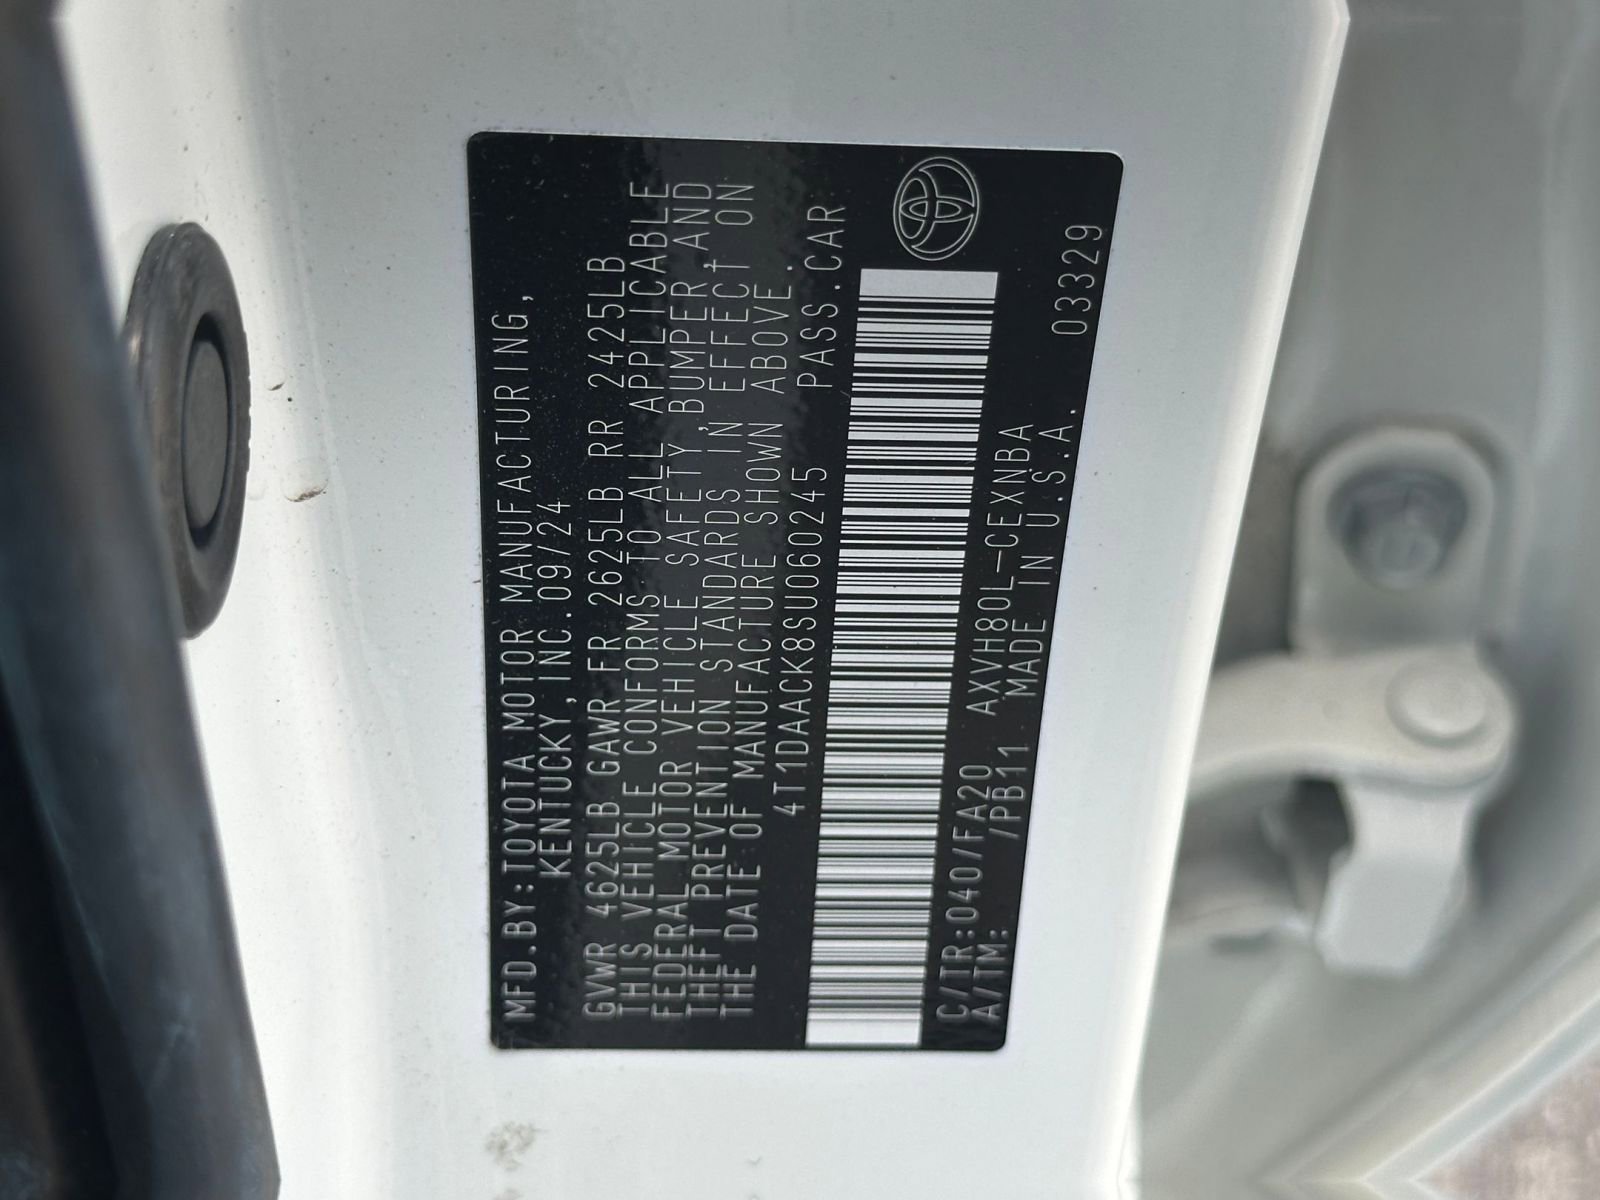 MFD.BY:TOYOTA MOTOR MANUFACTURING,
KENTUCKY,INC.09/24
GVWR 4625LB GAWR FR 2625LB RR 2425LB
THIS VEHICLE CONFORMS TO ALL APPLICABLE
FEDERAL MOTOR VEHICLE SAFETY,BUMPER,AND
THEFT PREVENTION STANDARDS IN EFFECT ON
THE DATE OF MANUFACTURE SHOWN ABOVE.
4T1DAACK8SU060245 PASS.CAR
C/TR:040/FA20 AXVH80L-CEXNBA
A/TM: /PB11 MADE IN U.S.A. 03329